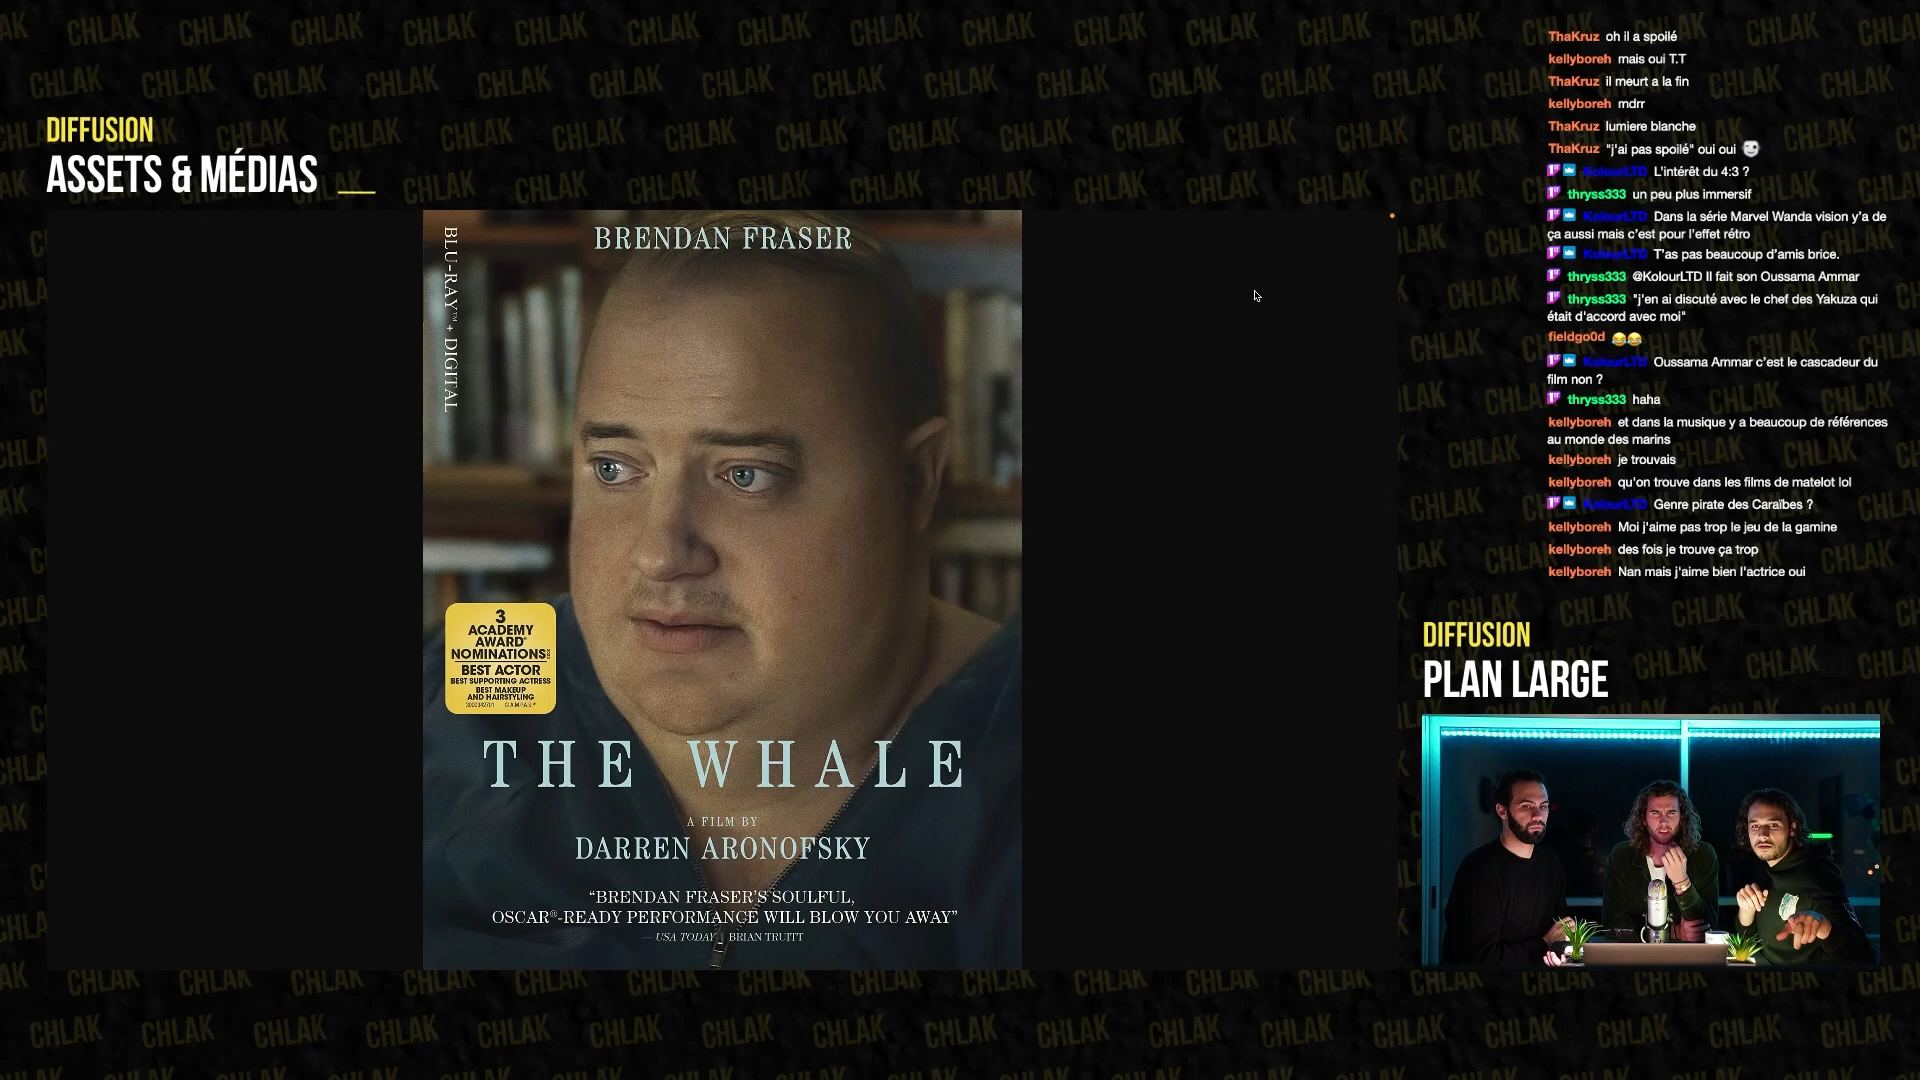 DIFFUSION
ASSETS & MÉDIAS
BLU-RAY™ + DIGITAL
BRENDAN FRASER
3
ACADEMY
AWARD®
NOMINATIONS
BEST ACTOR
BEST SUPPORTING ACTRESS
BEST MAKEUP
AND HAIRSTYLING
THE WHALE
A FILM BY
DARREN ARONOFSKY
“BRENDAN FRASER’S SOULFUL,
OSCAR®-READY PERFORMANCE WILL BLOW YOU AWAY”
— USA TODAY | BRIAN TRUITT
ThaKruz oh il a spoilé
kellyboreh mais oui T.T
ThaKruz il meurt a la fin
kellyboreh mdrr
ThaKruz lumiere blanche
ThaKruz "j'ai pas spoilé" oui oui
KolourLTD L'intérêt du 4:3 ?
thryss333 un peu plus immersif
KolourLTD Dans la série Marvel Wanda vision y'a de
ça aussi mais c'est pour l'effet rétro
KolourLTD T'as pas beaucoup d'amis brice.
thryss333 @KolourLTD Il fait son Oussama Ammar
thryss333 "j'en ai discuté avec le chef des Yakuza qui
était d'accord avec moi"
fieldgo0d 😂😂
KolourLTD Oussama Ammar c'est le cascadeur du
film non ?
thryss333 haha
kellyboreh et dans la musique y a beaucoup de références
au monde des marins
kellyboreh je trouvais
kellyboreh qu'on trouve dans les films de matelot lol
KolourLTD Genre pirate des Caraïbes ?
kellyboreh Moi j'aime pas trop le jeu de la gamine
kellyboreh des fois je trouve ça trop
kellyboreh Nan mais j'aime bien l'actrice oui
DIFFUSION
PLAN LARGE
CHLAK